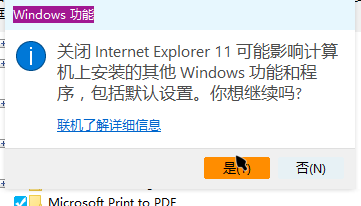 Windows 功能
关闭 Internet Explorer 11 可能影响计算
机上安装的其他 Windows 功能和程
序，包括默认设置。你想继续吗?
联机了解详细信息
是(Y)
否(N)
Microsoft Print to PDF